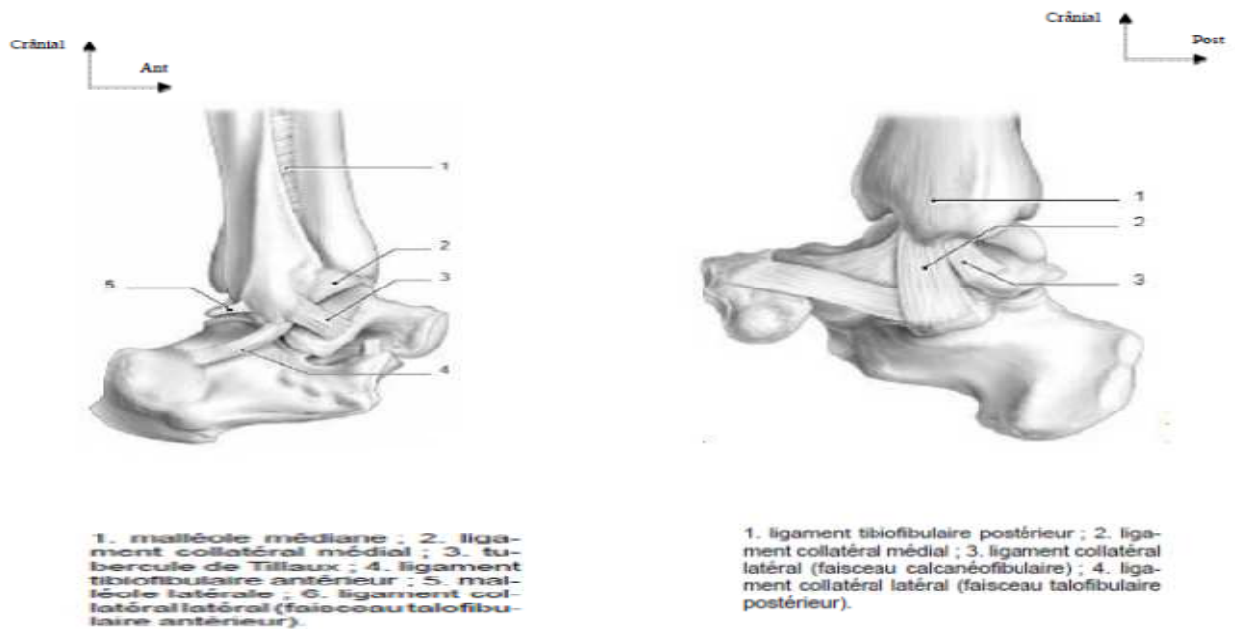 Crânial
Ant
1
2
3
5
4
Crânial
Post
1
2
3
1. malléole médiane ; 2. liga-
ment collatéral médial ; 3. tu-
bercule de Tillaux ; 4. ligament
tibiofibulaire antérieur ; 5. mal-
léole latérale ; 6. ligament col-
latéral latéral (faisceau talofibu-
laire antérieur).
1. ligament tibiofibulaire postérieur ; 2. liga-
ment collatéral médial ; 3. ligament collatéral
latéral (faisceau calcanéofibulaire) ; 4. liga-
ment collatéral latéral (faisceau talofibulaire
postérieur).